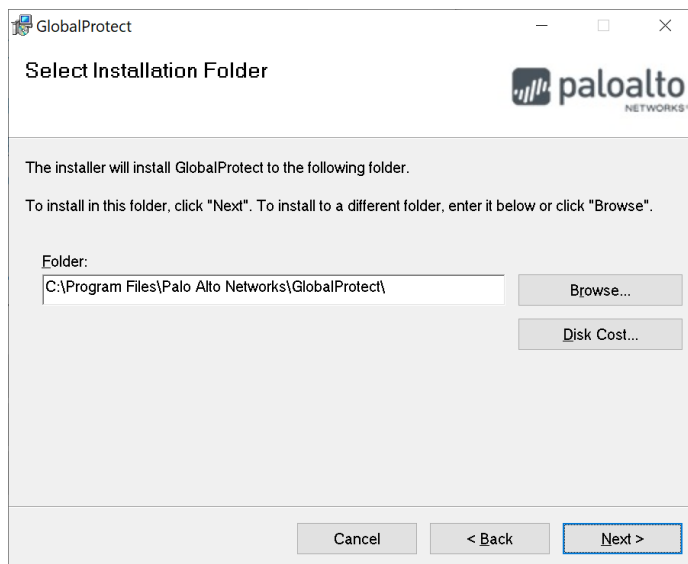 GlobalProtect
Select Installation Folder
paloalto
NETWORKS
The installer will install GlobalProtect to the following folder.
To install in this folder, click "Next". To install to a different folder, enter it below or click "Browse".
Folder:
C:\Program Files\Palo Alto Networks\GlobalProtect\
Browse...
Disk Cost...
Cancel
< Back
Next >